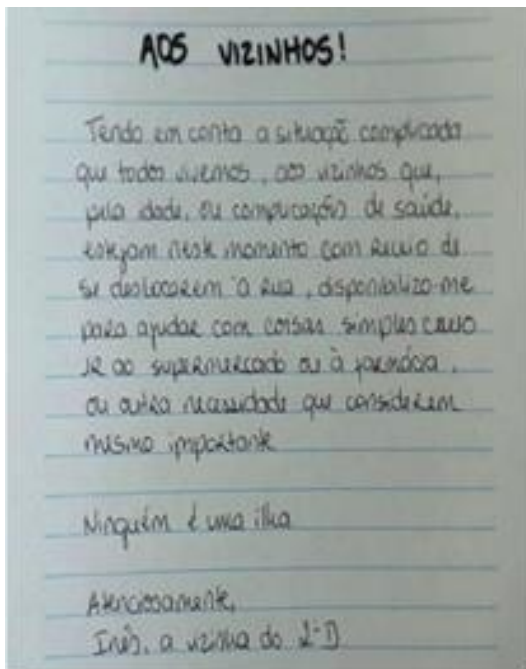 AOS VIZINHOS!
Tendo em conta a situaçã complicada
que todos vivemos, aos vizinhos que,
pela idade, ou complicações de saúde,
estejam neste momento com receio de
se deslocarem à rua, disponibilizo-me
para ajudar com coisas simples como
ir ao supermercado ou à farmácia,
ou outra necessidade que considerem
mesmo importante
Ninguém é uma ilha
Atenciosamente,
Inês, a vizinha do 2-D